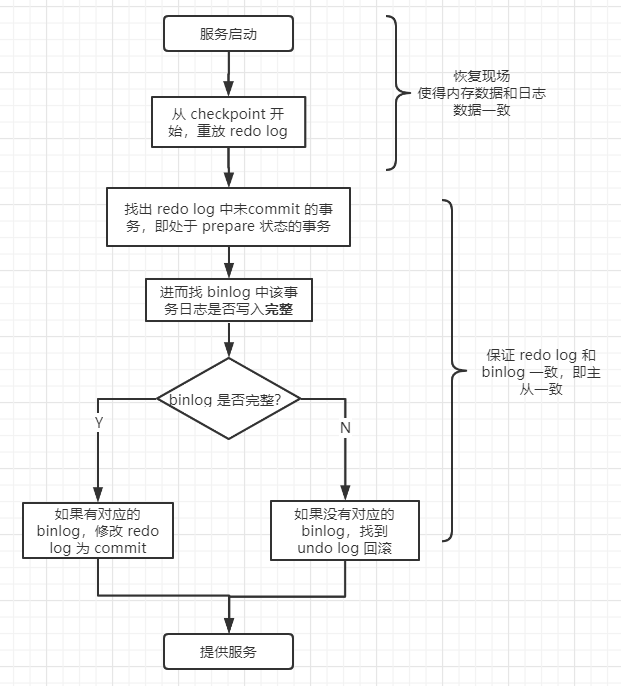 服务启动
恢复现场
使得内存数据和日志
数据一致
从 checkpoint 开
始，重放 redo log
找出 redo log 中未commit 的事
务，即处于 prepare 状态的事务
进而找 binlog 中该事
务日志是否写入完整
保证 redo log 和
binlog 一致，即主
从一致
binlog 是否完整？
Y
N
如果有对应的
binlog，修改 redo
log 为 commit
如果没有对应的
binlog，找到
undo log 回滚
提供服务